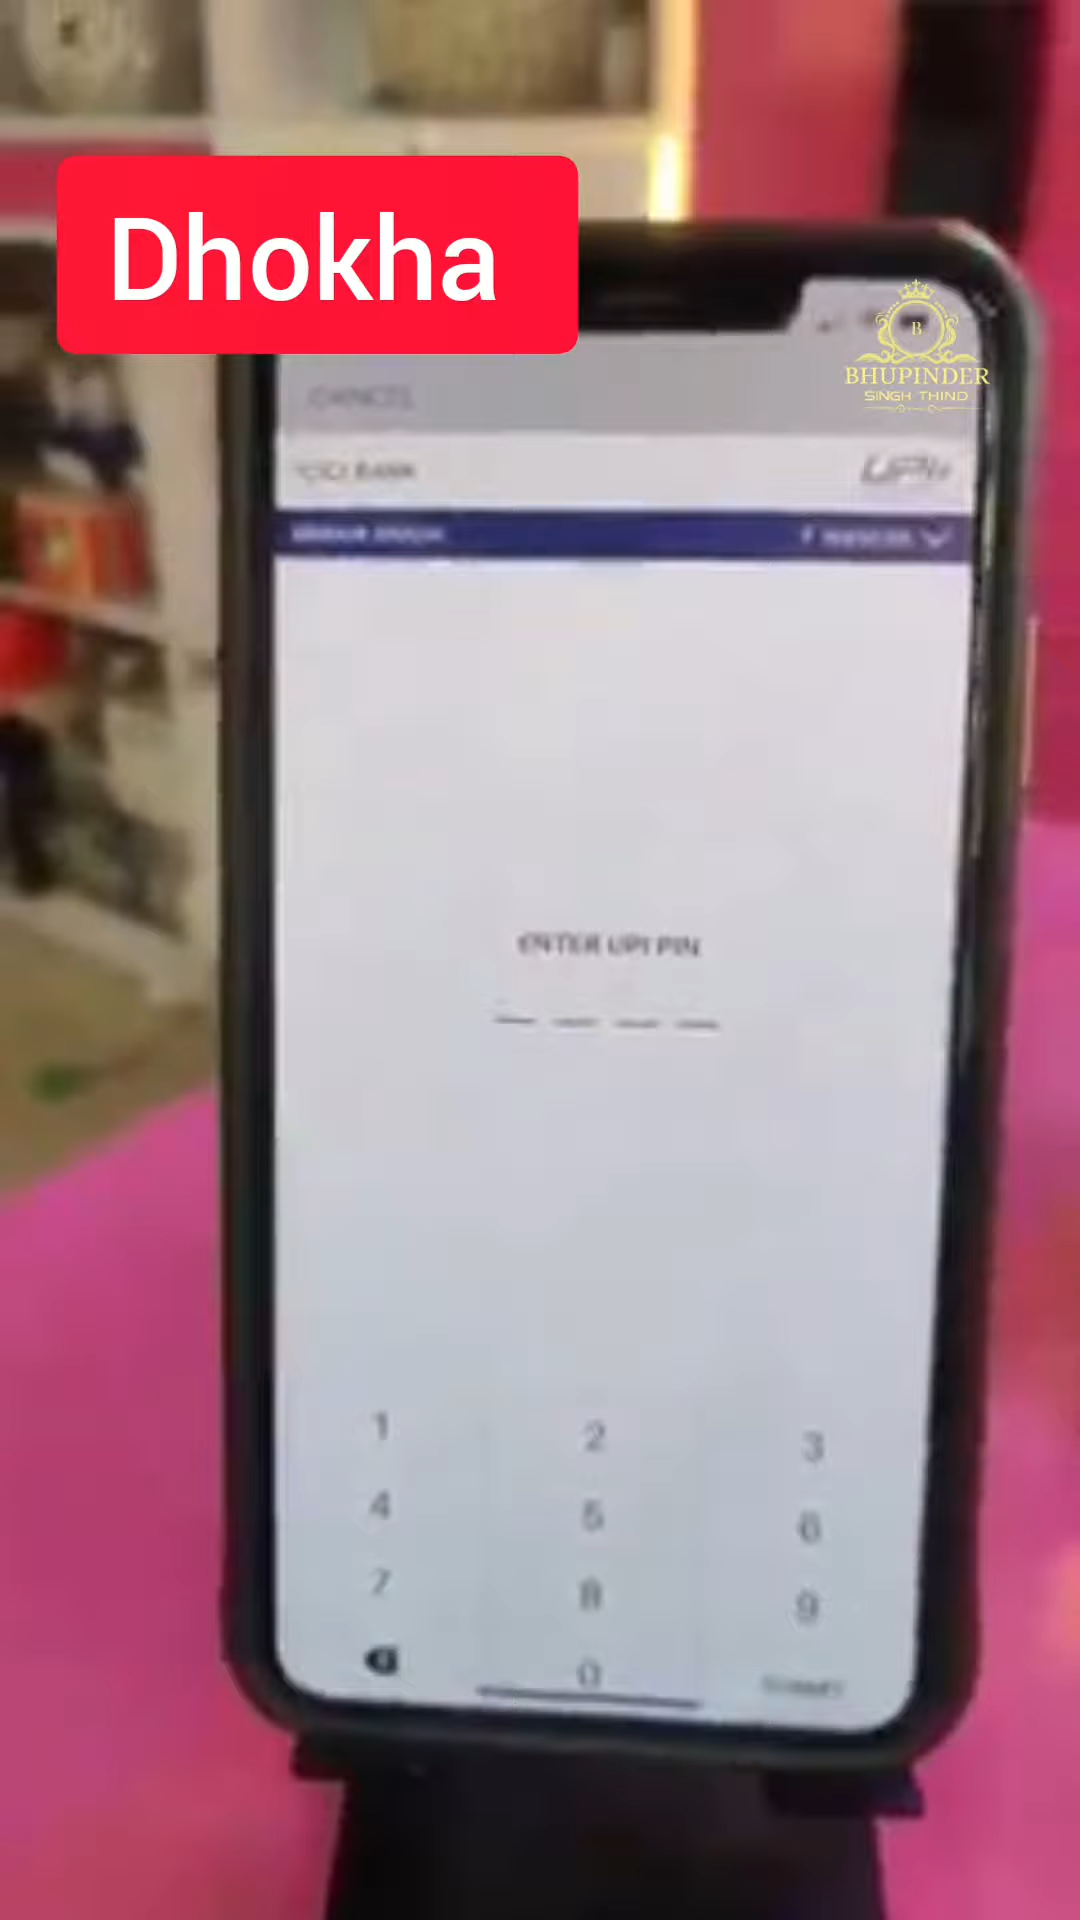 Dhokha
B
BHUPINDER
SINGH THIND
CANCEL
ICICI BANK
UPI
ENTER UPI PIN
1 2 3
4 5 6
7 8 9
0 SUBMIT